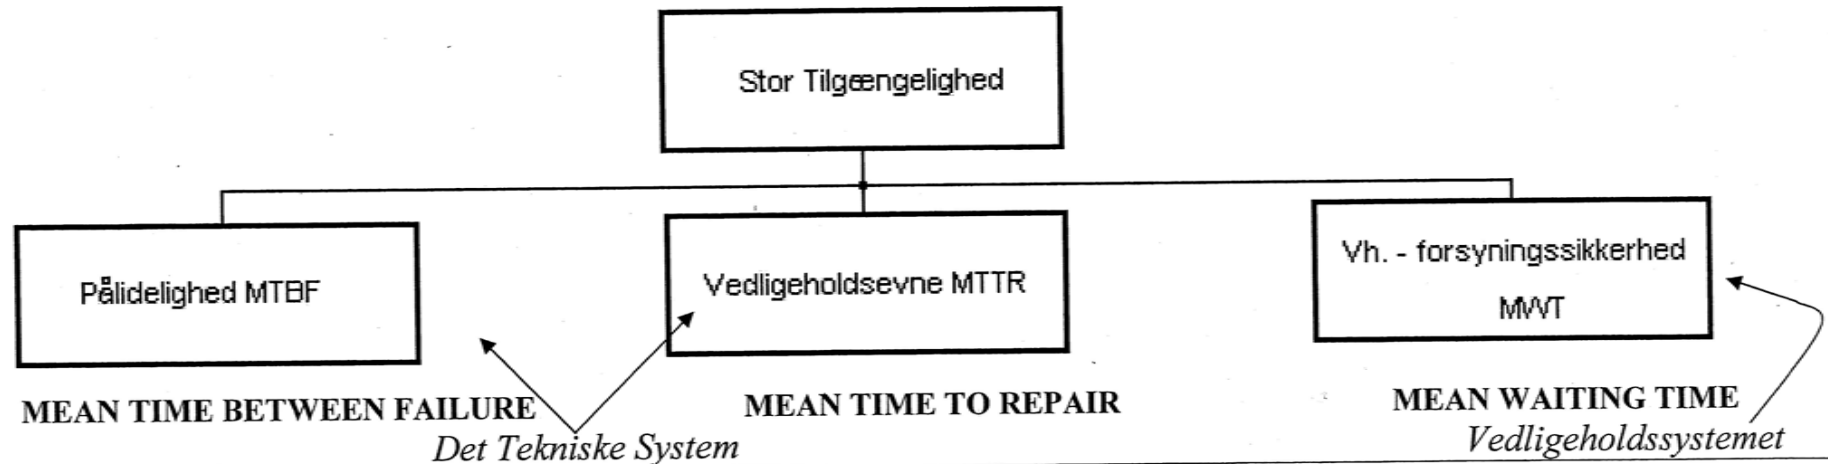 Stor Tilgængelighed
Pålidelighed MTBF
Vedligeholdsevne MTTR
Vh. - forsyningssikkerhed
MWT
MEAN TIME BETWEEN FAILURE
MEAN TIME TO REPAIR
MEAN WAITING TIME
Det Tekniske System
Vedligeholdssystemet